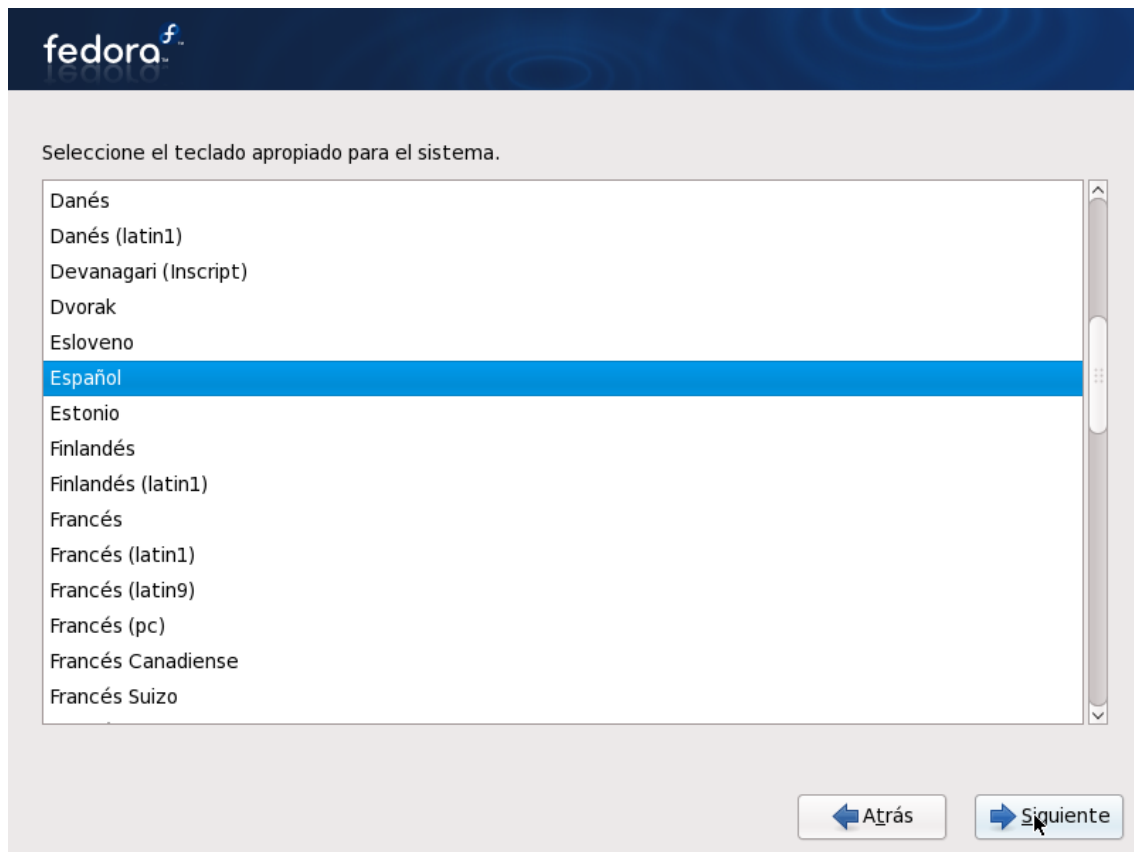 fedora
Seleccione el teclado apropiado para el sistema.
Danés
Danés (latin1)
Devanagari (Inscript)
Dvorak
Esloveno
Español
Estonio
Finlandés
Finlandés (latin1)
Francés
Francés (latin1)
Francés (latin9)
Francés (pc)
Francés Canadiense
Francés Suizo
Atrás
Siguiente